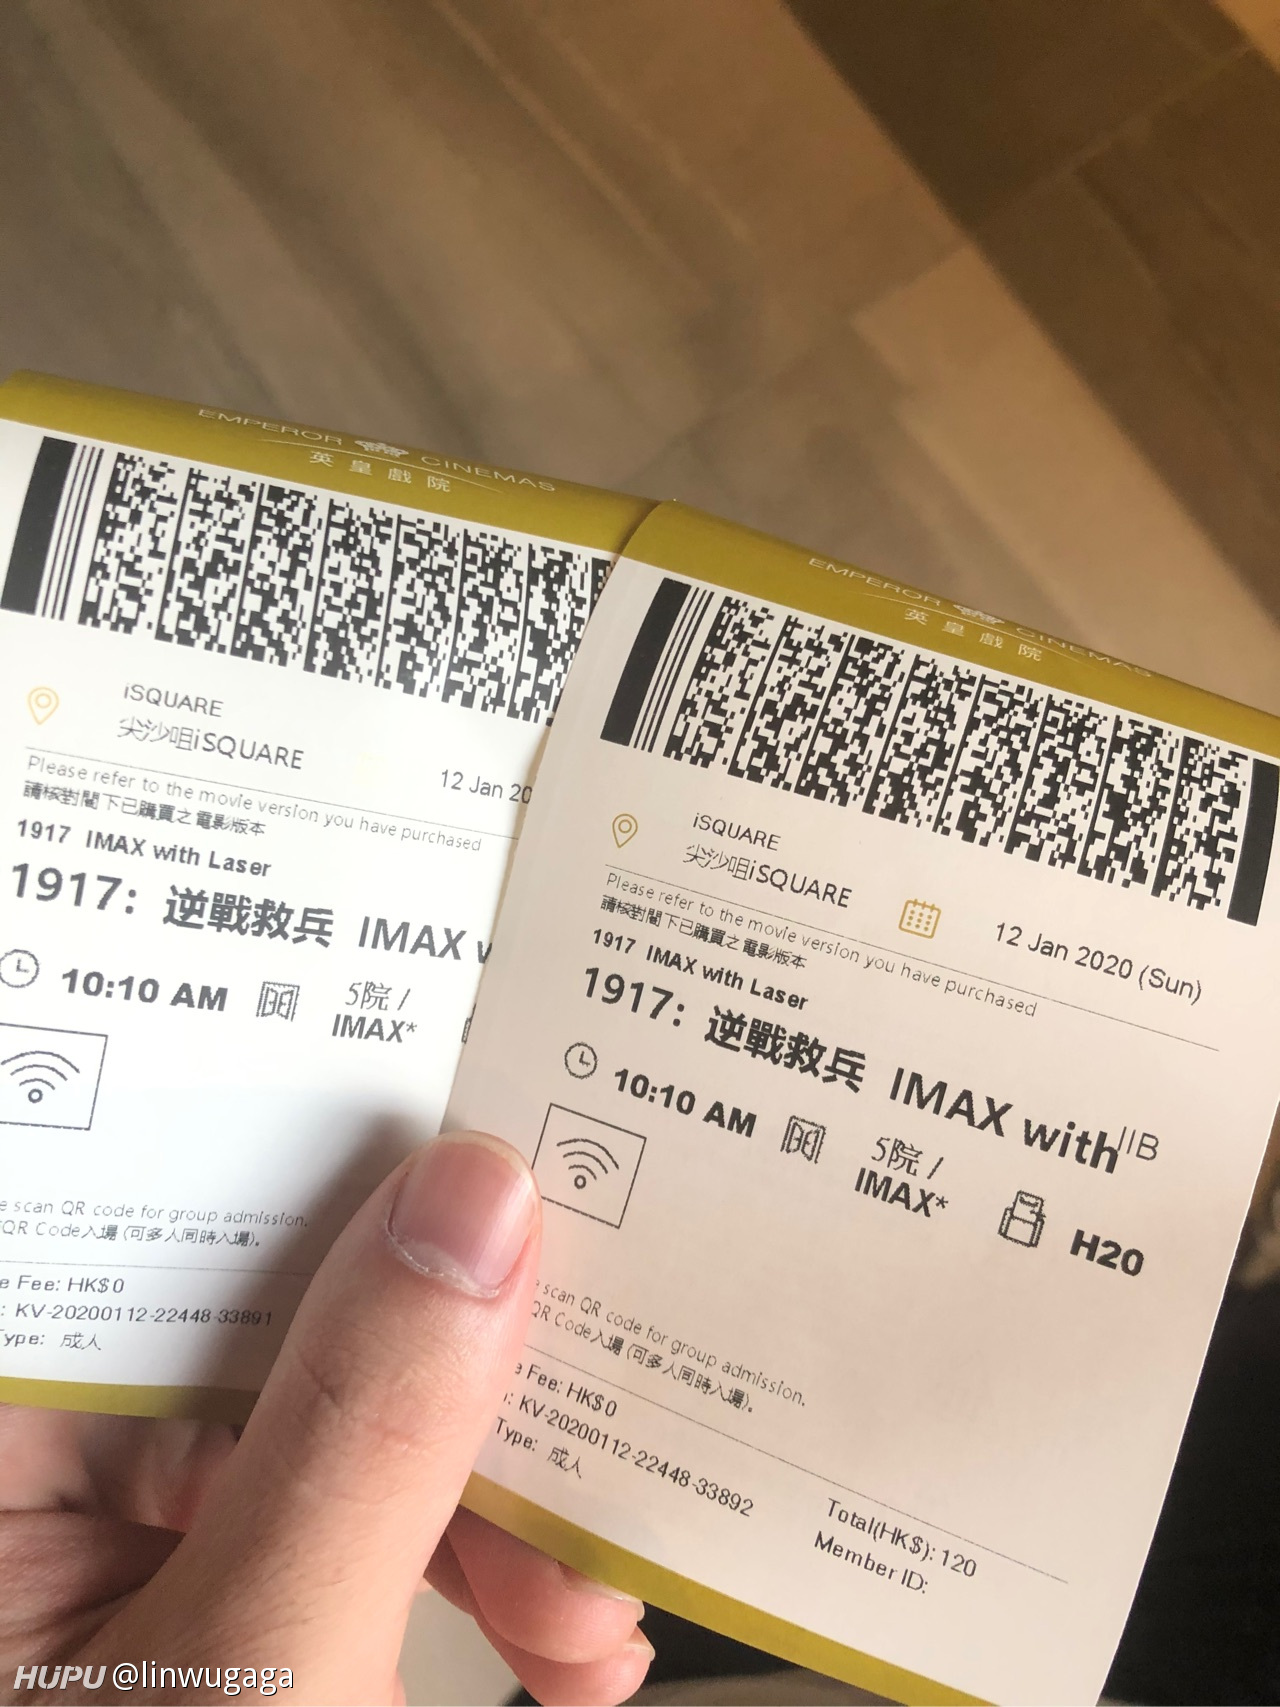 EMPEROR CINEMAS
英皇戲院
iSQUARE
尖沙咀iSQUARE
12 Jan 20
Please refer to the movie version you have purchased
請核對閣下已購買之電影版本
1917 IMAX with Laser
1917：逆戰救兵 IMAX w
10:10 AM
5院 /
IMAX*
e scan QR code for group admission.
QR Code入場 (可多人同時入場)。
e Fee: HK$0
: KV-20200112-22448-33891
Type: 成人
EMPEROR CINEMAS
英皇戲院
iSQUARE
尖沙咀iSQUARE
12 Jan 2020 (Sun)
Please refer to the movie version you have purchased
請核對閣下已購買之電影版本
1917 IMAX with Laser
1917：逆戰救兵 IMAX with IIB
10:10 AM
5院 /
IMAX*
H20
e scan QR code for group admission.
QR Code入場 (可多人同時入場)。
e Fee: HK$0
: KV-20200112-22448-33892
Type: 成人
Total(HK$): 120
Member ID:
HUPU @linwugaga